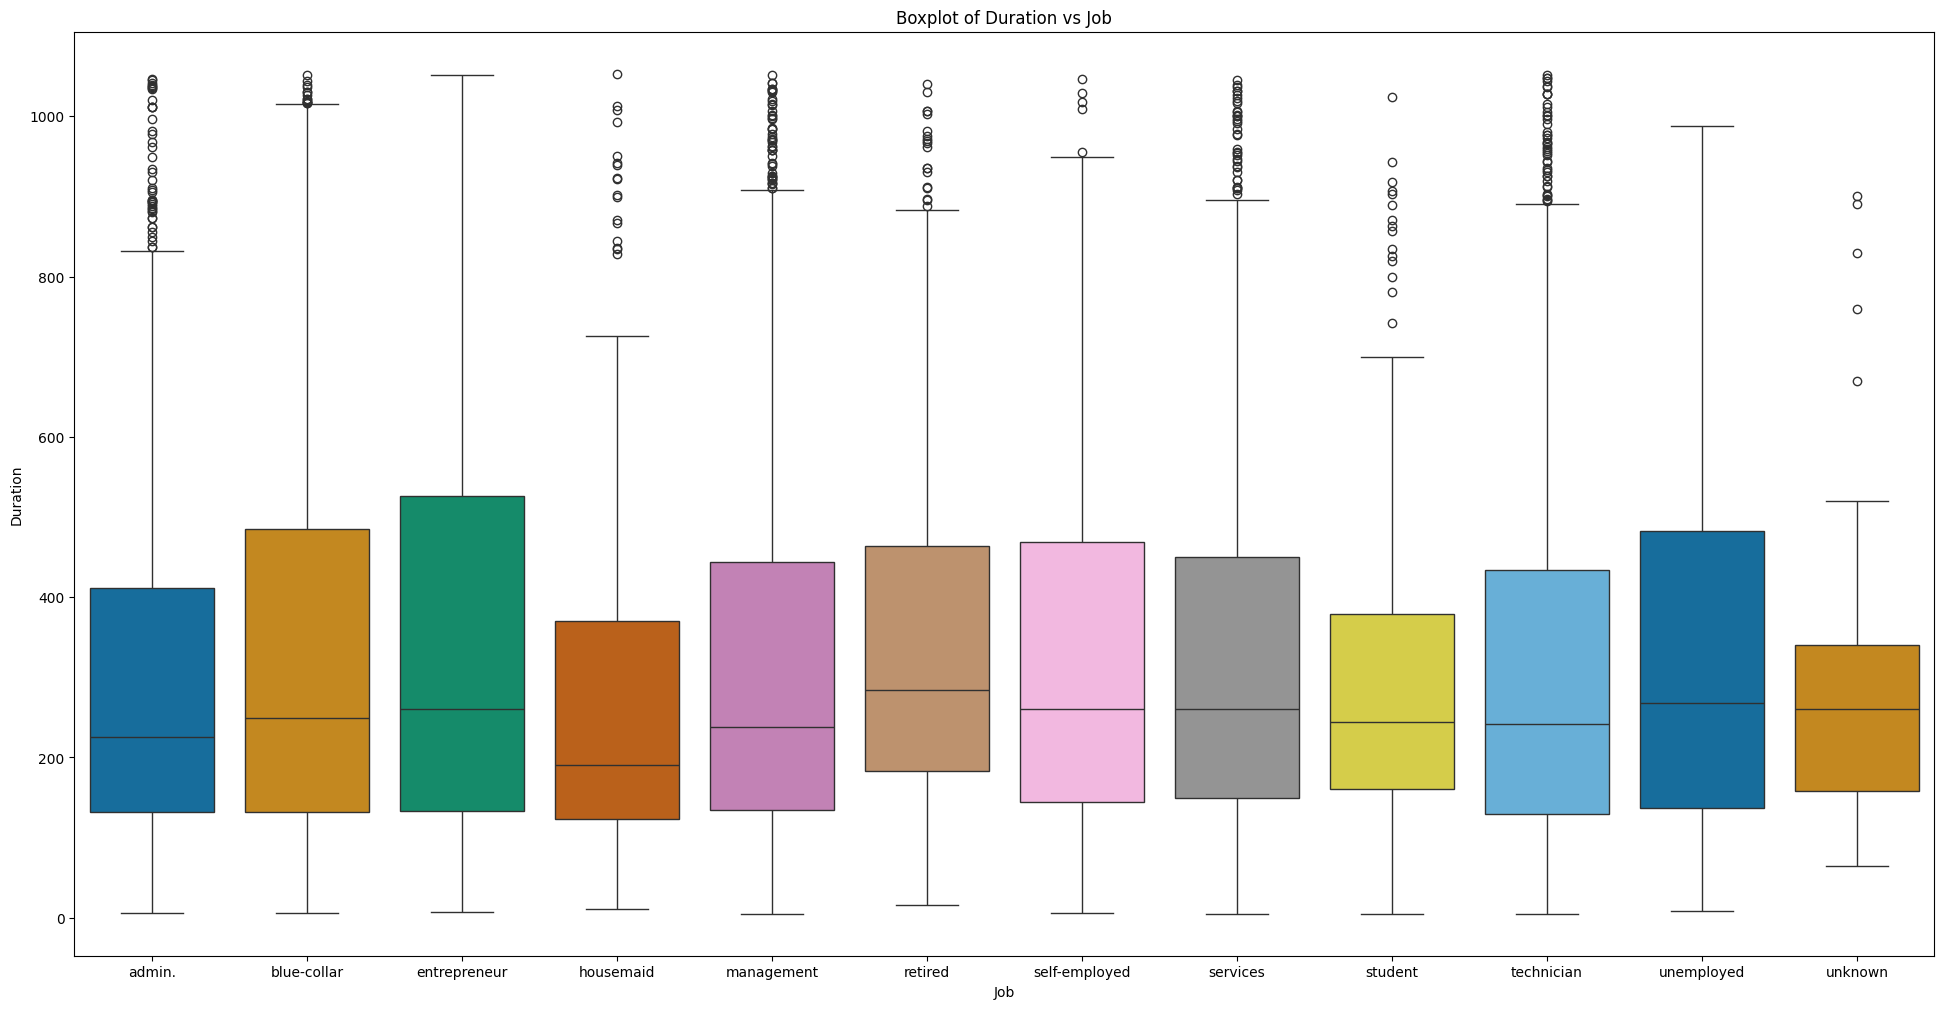 Boxplot of Duration vs Job
1000
800
600
400
200
0
Duration
admin. blue-collar entrepreneur housemaid management retired self-employed services student technician unemployed unknown
Job